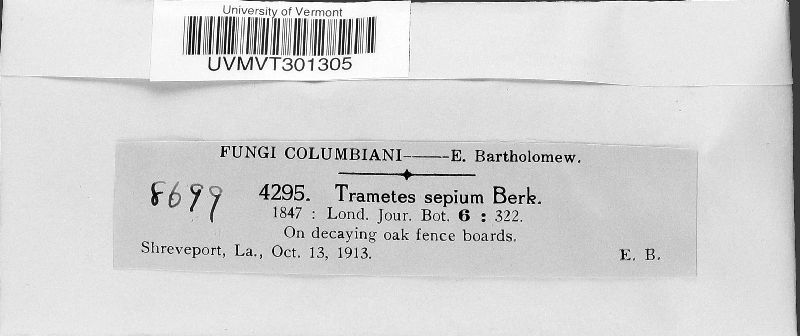 University of Vermont
UVMVT301305
FUNGI COLUMBIANI——E. Bartholomew.
8699
4295. Trametes sepium Berk.
1847 : Lond. Jour. Bot. 6 : 322.
On decaying oak fence boards.
Shreveport, La., Oct. 13, 1913. E. B.